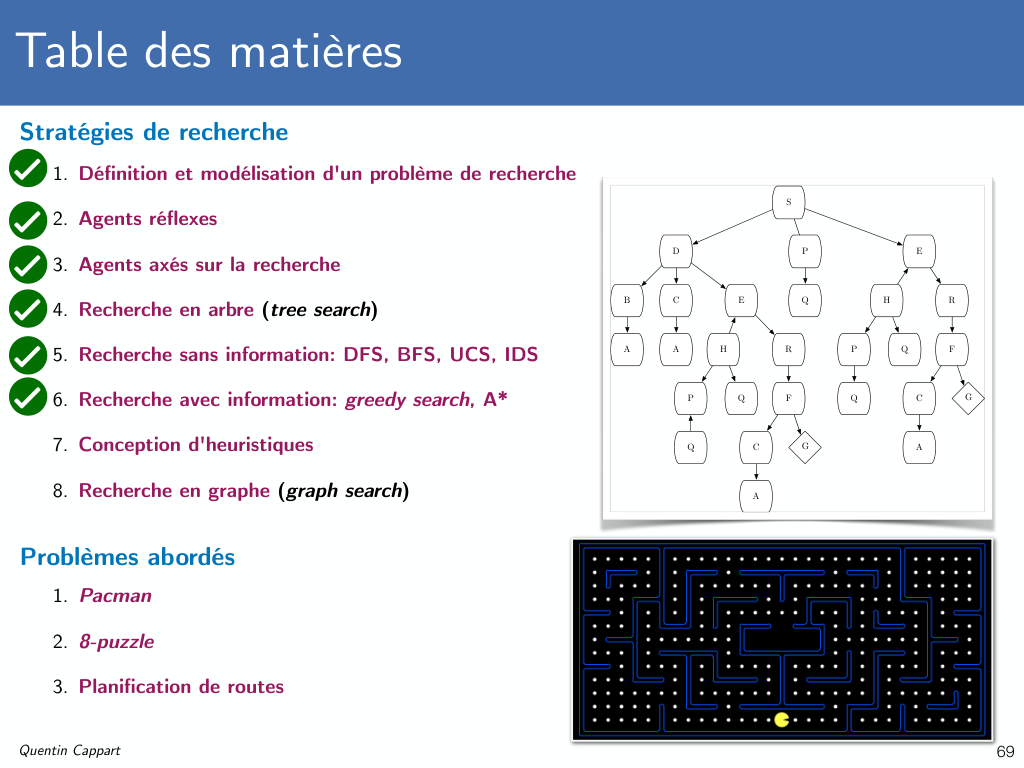 Table des matières
Stratégies de recherche
1. Définition et modélisation d'un problème de recherche
2. Agents réflexes
3. Agents axés sur la recherche
4. Recherche en arbre (tree search)
5. Recherche sans information: DFS, BFS, UCS, IDS
6. Recherche avec information: greedy search, A*
7. Conception d'heuristiques
8. Recherche en graphe (graph search)
S
D P E
B C E Q H R
A A H R P Q F
P Q F Q C G
Q C G A
A
Problèmes abordés
1. Pacman
2. 8-puzzle
3. Planification de routes
Quentin Cappart
69